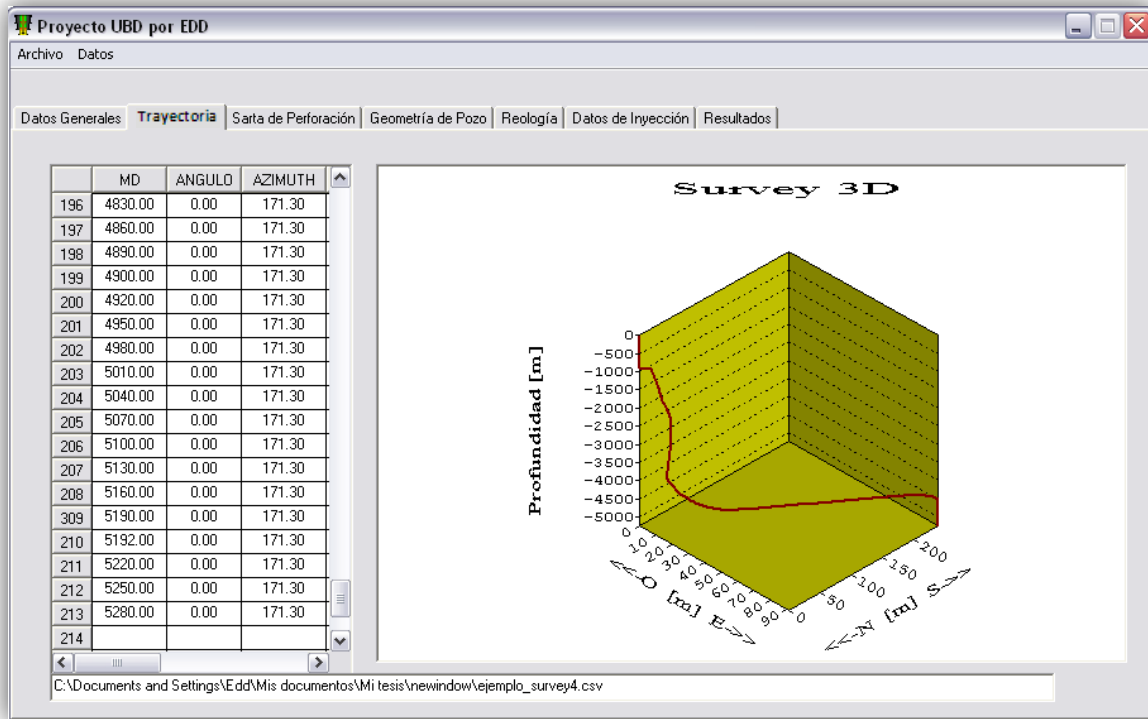 Proyecto UBD por EDD
Archivo Datos
Datos Generales Trayectoria Sarta de Perforación Geometría de Pozo Reología Datos de Inyección Resultados
MD ANGULO AZIMUTH
196 4830.00 0.00 171.30
197 4860.00 0.00 171.30
198 4890.00 0.00 171.30
199 4900.00 0.00 171.30
200 4920.00 0.00 171.30
201 4950.00 0.00 171.30
202 4980.00 0.00 171.30
203 5010.00 0.00 171.30
204 5040.00 0.00 171.30
205 5070.00 0.00 171.30
206 5100.00 0.00 171.30
207 5130.00 0.00 171.30
208 5160.00 0.00 171.30
309 5190.00 0.00 171.30
210 5192.00 0.00 171.30
211 5220.00 0.00 171.30
212 5250.00 0.00 171.30
213 5280.00 0.00 171.30
214
Survey 3D
Profundidad [m]
0
-500
-1000
-1500
-2000
-2500
-3000
-3500
-4000
-4500
-5000
0 10 20 30 40 50 60 70 80 90
<<-O [m] E->>
0 50 100 150 200
<<-N [m] S->>
C:\Documents and Settings\Edd\Mis documentos\Mi tesis\newindow\ejemplo_survey4.csv